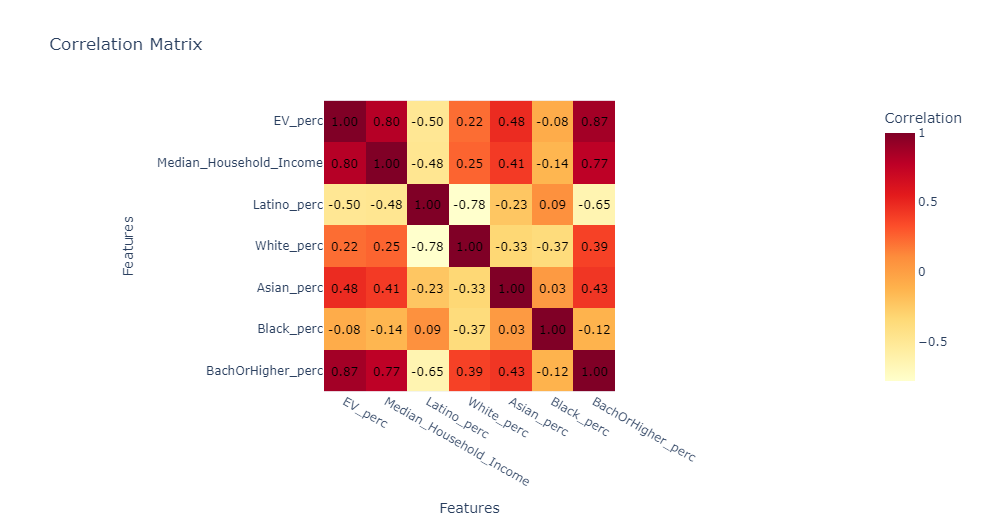 Correlation Matrix
Correlation
EV_perc 1.00 0.80 -0.50 0.22 0.48 -0.08 0.87
Median_Household_Income 0.80 1.00 -0.48 0.25 0.41 -0.14 0.77
Latino_perc -0.50 -0.48 1.00 -0.78 -0.23 0.09 -0.65
White_perc 0.22 0.25 -0.78 1.00 -0.33 -0.37 0.39
Asian_perc 0.48 0.41 -0.23 -0.33 1.00 0.03 0.43
Black_perc -0.08 -0.14 0.09 -0.37 0.03 1.00 -0.12
BachOrHigher_perc 0.87 0.77 -0.65 0.39 0.43 -0.12 1.00
EV_perc Median_Household_Income Latino_perc White_perc Asian_perc Black_perc BachOrHigher_perc
Features
Features
1
0.5
0
−0.5